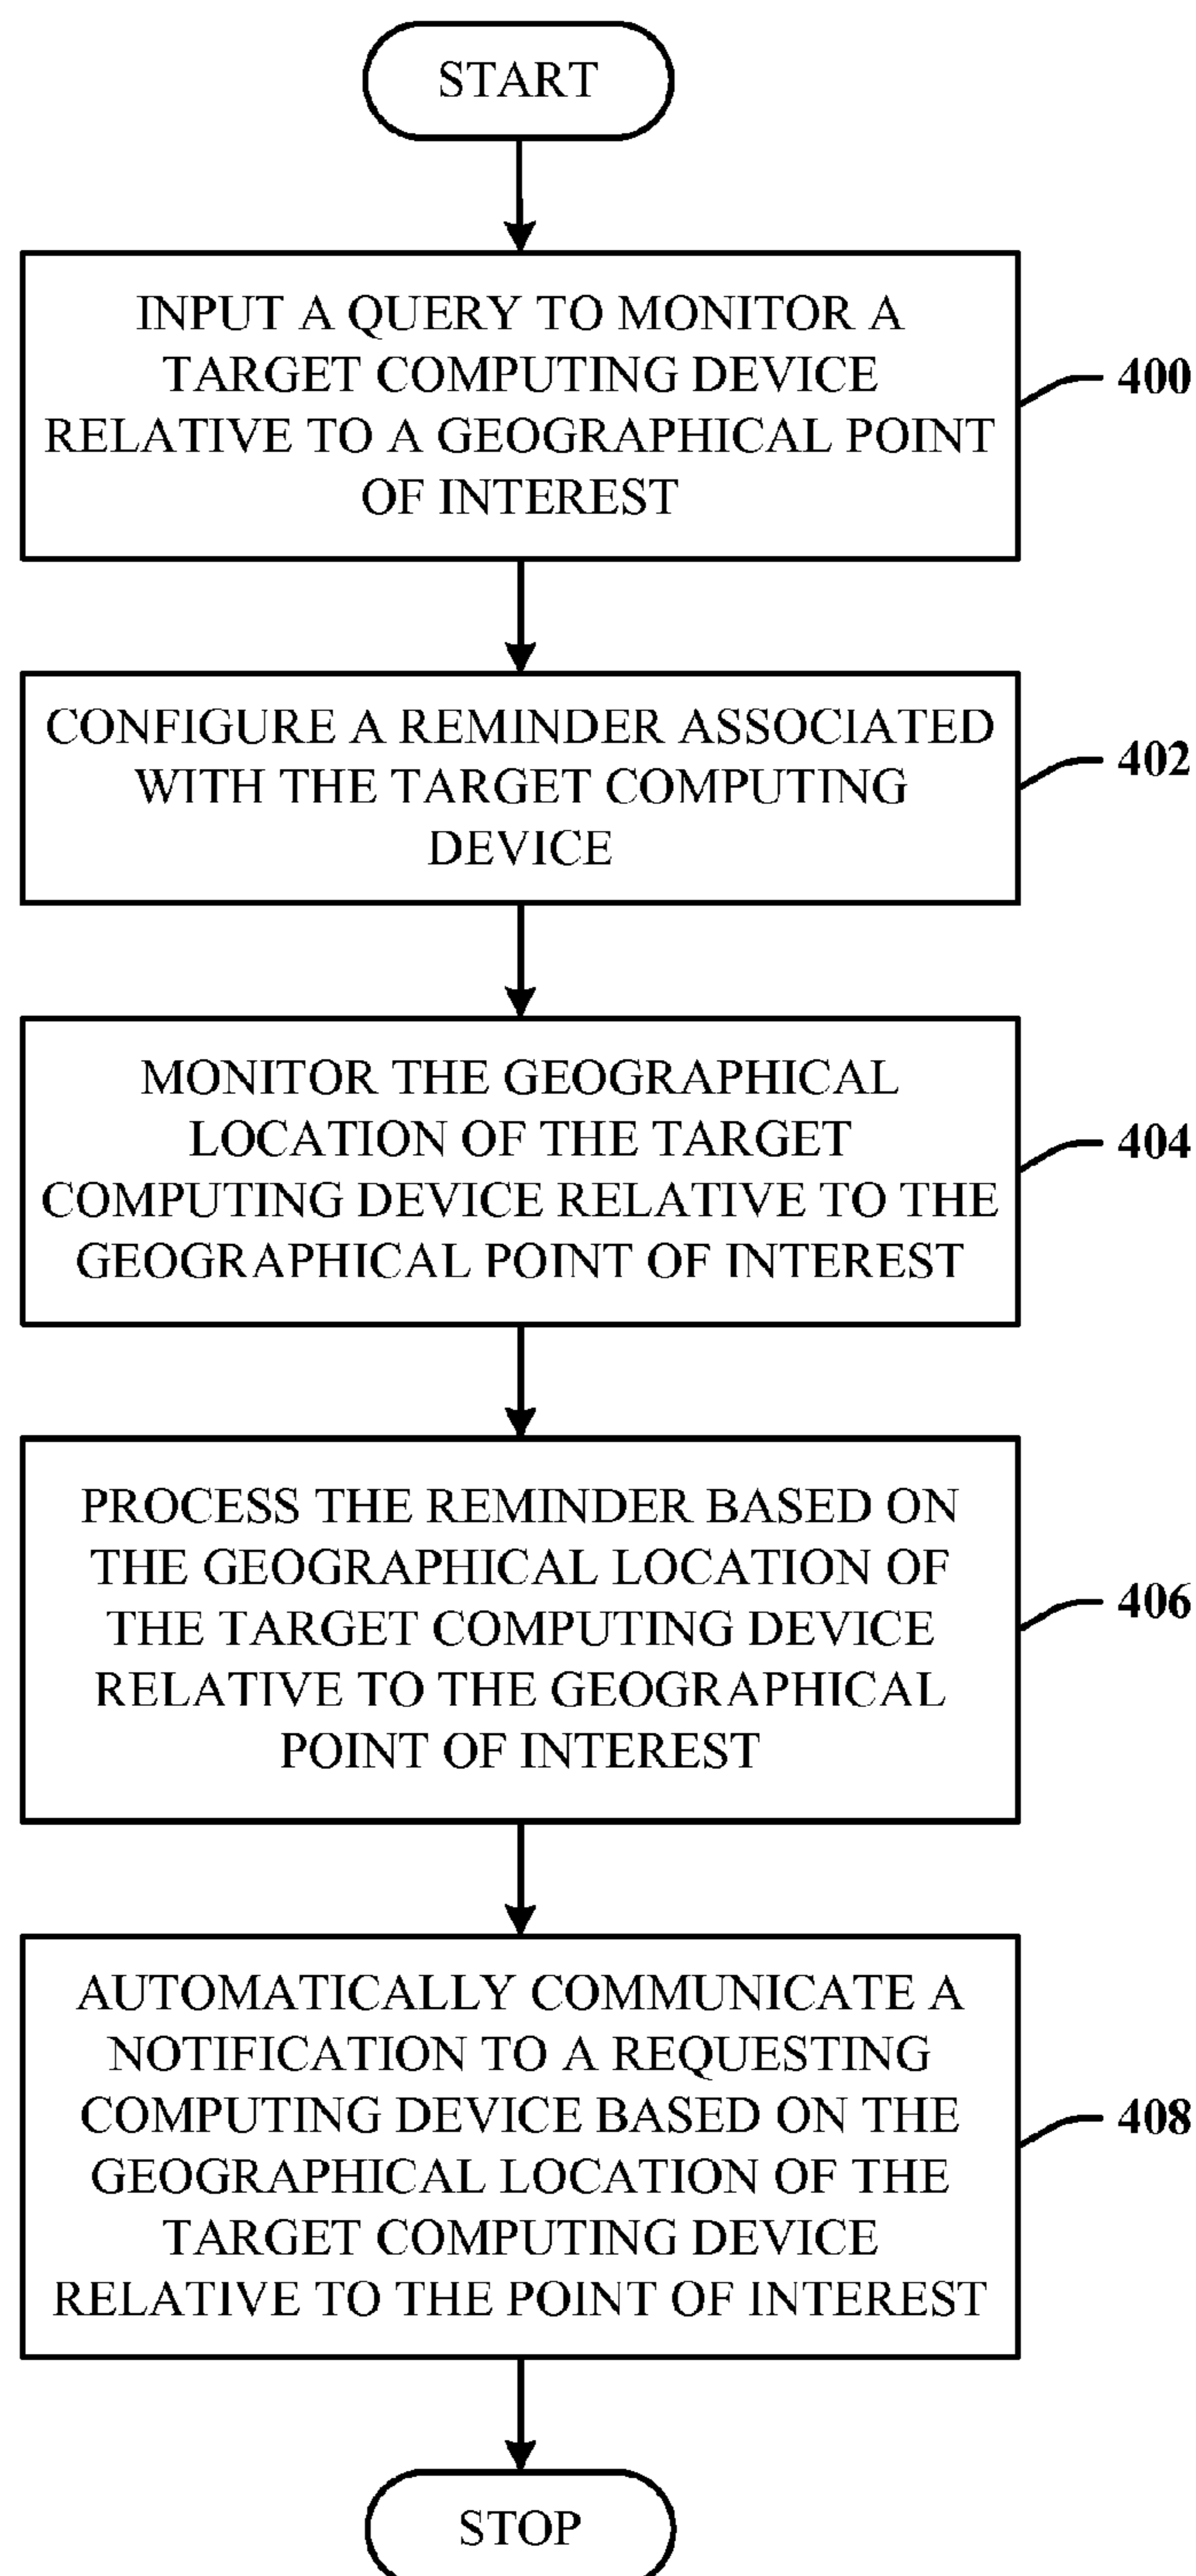 START
INPUT A QUERY TO MONITOR A
TARGET COMPUTING DEVICE
RELATIVE TO A GEOGRAPHICAL POINT
OF INTEREST
400
CONFIGURE A REMINDER ASSOCIATED
WITH THE TARGET COMPUTING
DEVICE
402
MONITOR THE GEOGRAPHICAL
LOCATION OF THE TARGET
COMPUTING DEVICE RELATIVE TO THE
GEOGRAPHICAL POINT OF INTEREST
404
PROCESS THE REMINDER BASED ON
THE GEOGRAPHICAL LOCATION OF
THE TARGET COMPUTING DEVICE
RELATIVE TO THE GEOGRAPHICAL
POINT OF INTEREST
406
AUTOMATICALLY COMMUNICATE A
NOTIFICATION TO A REQUESTING
COMPUTING DEVICE BASED ON THE
GEOGRAPHICAL LOCATION OF THE
TARGET COMPUTING DEVICE
RELATIVE TO THE POINT OF INTEREST
408
STOP